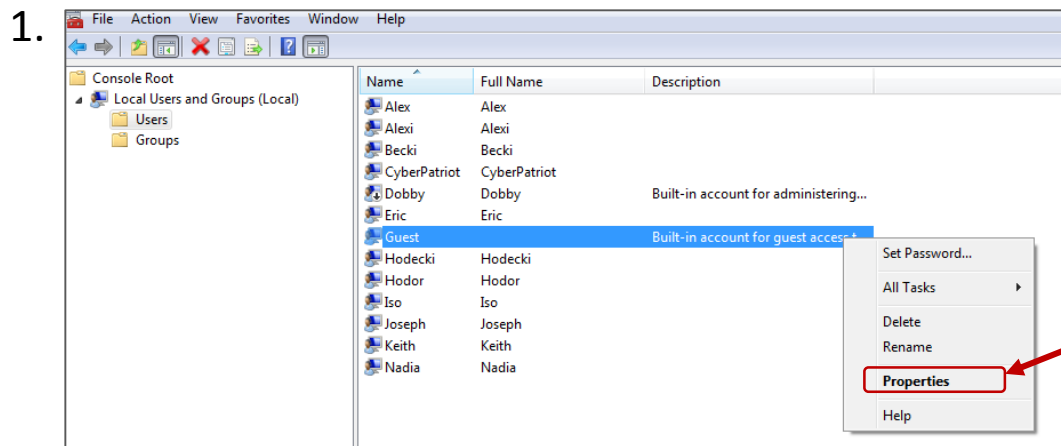 1.
File Action View Favorites Window Help
Console Root
Local Users and Groups (Local)
Users
Groups
Name Full Name Description
Alex Alex
Alexi Alexi
Becki Becki
CyberPatriot CyberPatriot
Dobby Dobby Built-in account for administering...
Eric Eric
Guest Built-in account for guest access t...
Hodecki Hodecki
Hodor Hodor
Iso Iso
Joseph Joseph
Keith Keith
Nadia Nadia
Set Password...
All Tasks
Delete
Rename
Properties
Help